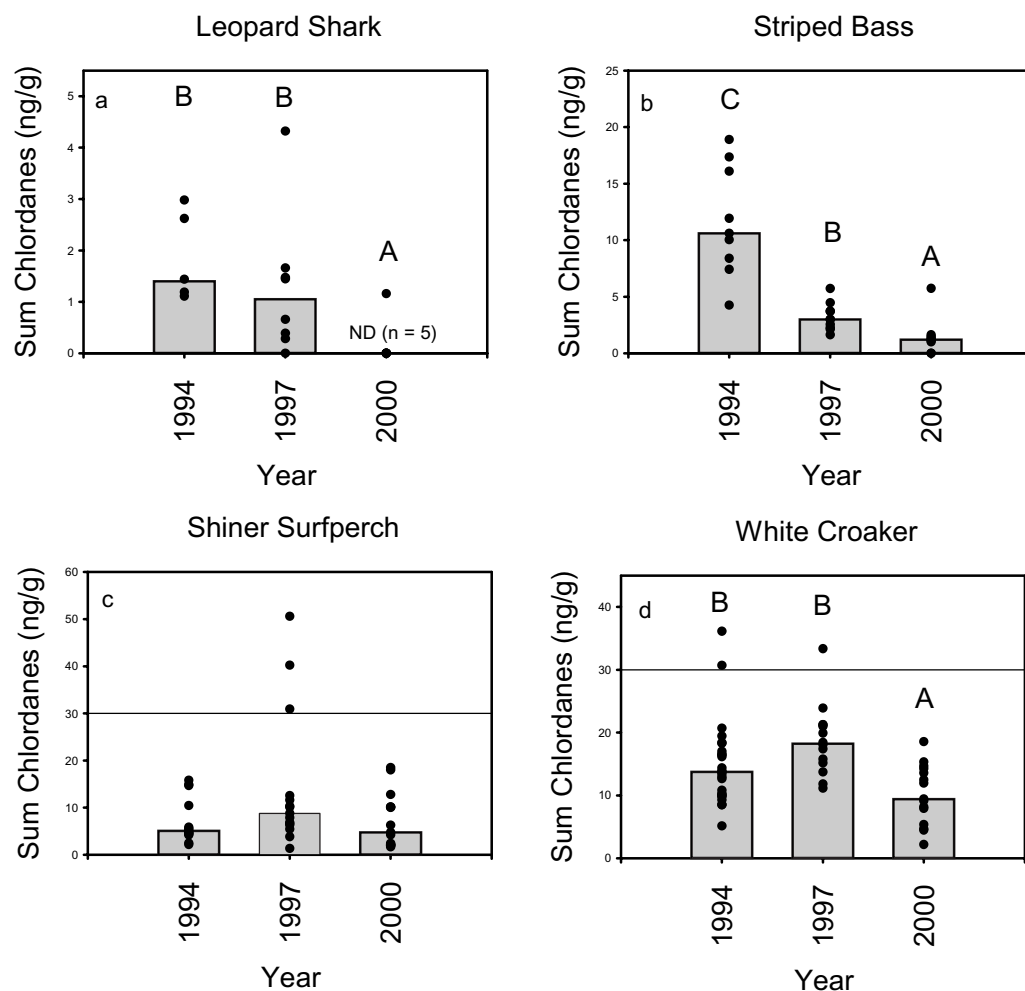 Leopard Shark
Sum Chlordanes (ng/g)
a
B
B
A
ND (n = 5)
5
4
3
2
1
0
1994
1997
2000
Year
Striped Bass
Sum Chlordanes (ng/g)
b
C
B
A
25
20
15
10
5
0
1994
1997
2000
Year
Shiner Surfperch
Sum Chlordanes (ng/g)
c
60
50
40
30
20
10
0
1994
1997
2000
Year
White Croaker
Sum Chlordanes (ng/g)
d
B
B
A
40
30
20
10
0
1994
1997
2000
Year